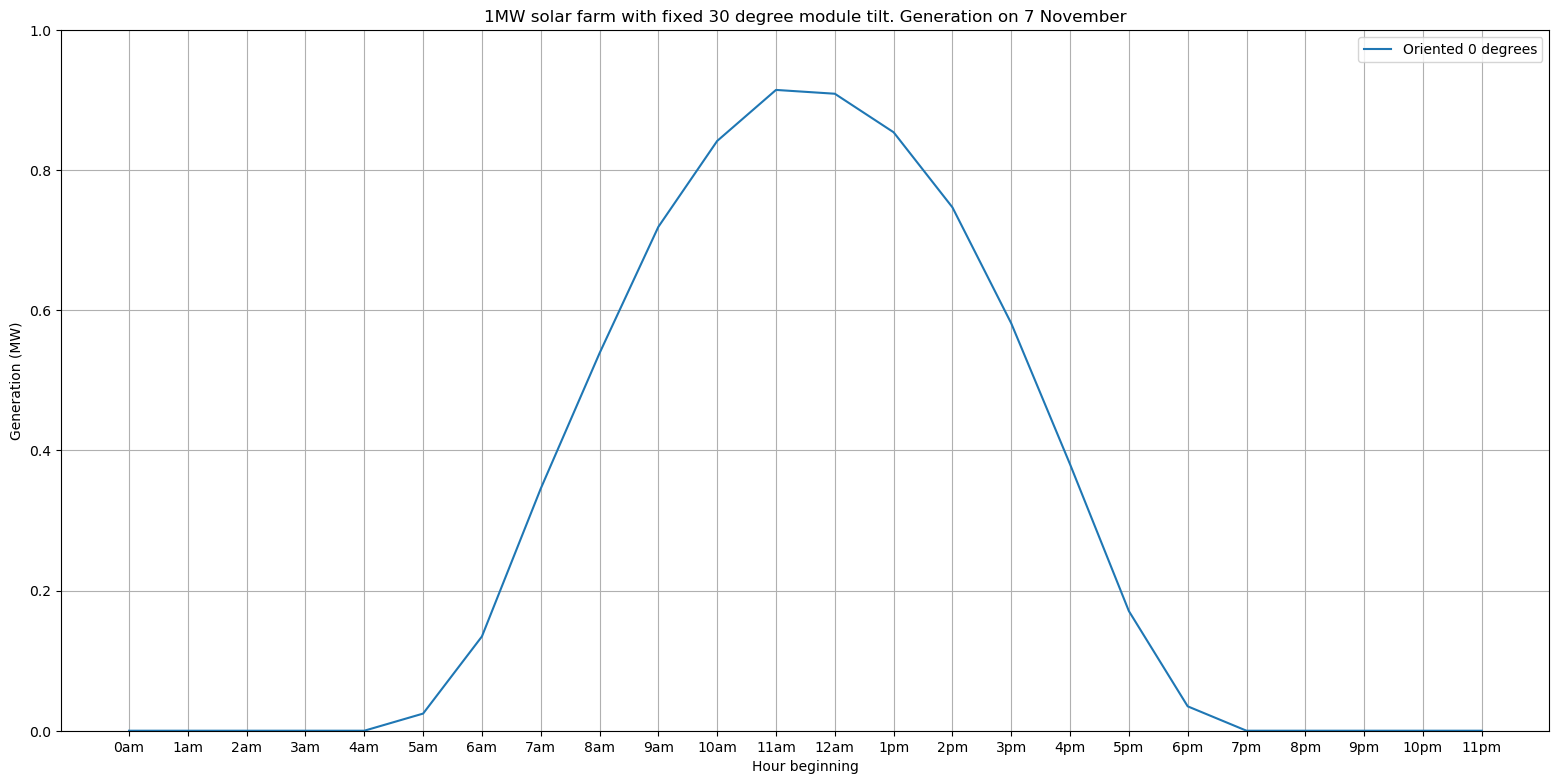 1MW solar farm with fixed 30 degree module tilt. Generation on 7 November
Oriented 0 degrees
Generation (MW)
1.0
0.8
0.6
0.4
0.2
0.0
0am 1am 2am 3am 4am 5am 6am 7am 8am 9am 10am 11am 12am 1pm 2pm 3pm 4pm 5pm 6pm 7pm 8pm 9pm 10pm 11pm
Hour beginning